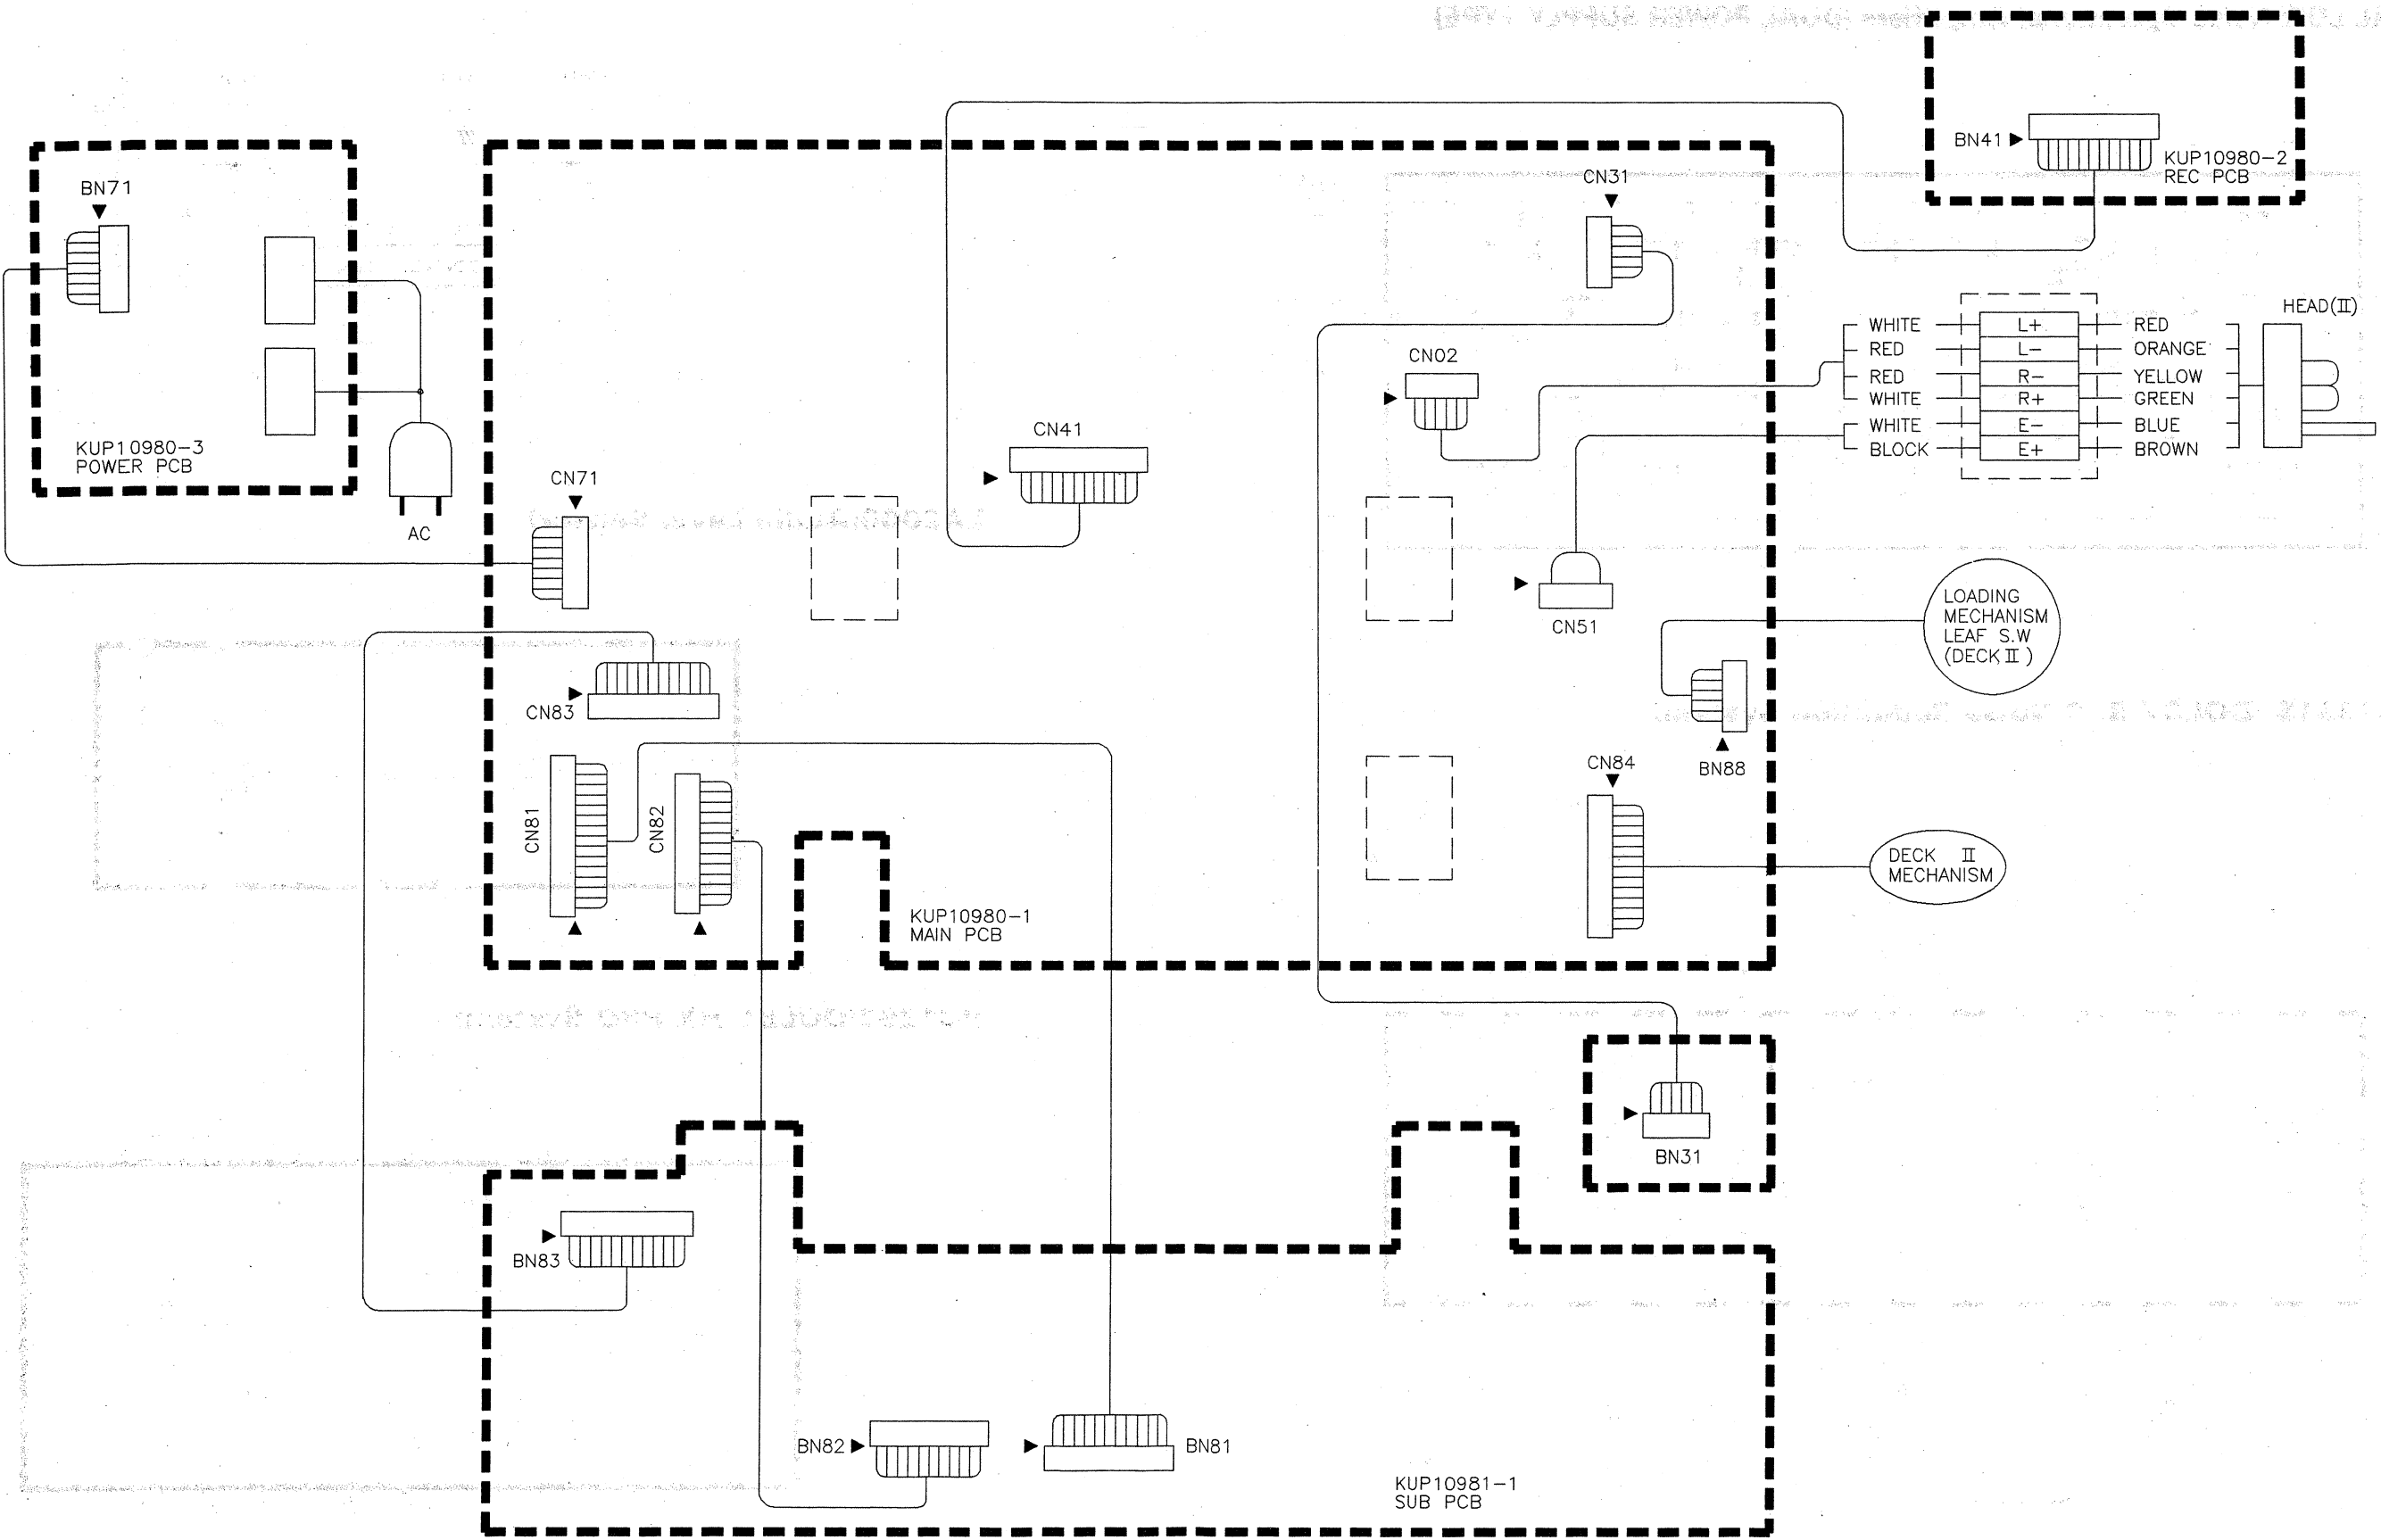 BN41
KUP10980-2
REC PCB
BN71
KUP10980-3
POWER PCB
AC
CN31
CN02
CN41
CN71
WHITE L+ RED
RED L- ORANGE
RED R- YELLOW
WHITE R+ GREEN
WHITE E- BLUE
BLOCK E+ BROWN
HEAD(II)
CN51
LOADING
MECHANISM
LEAF S.W
(DECK II)
CN83
BN88
CN84
CN81
CN82
DECK II
MECHANISM
KUP10980-1
MAIN PCB
BN31
BN83
BN82
BN81
KUP10981-1
SUB PCB